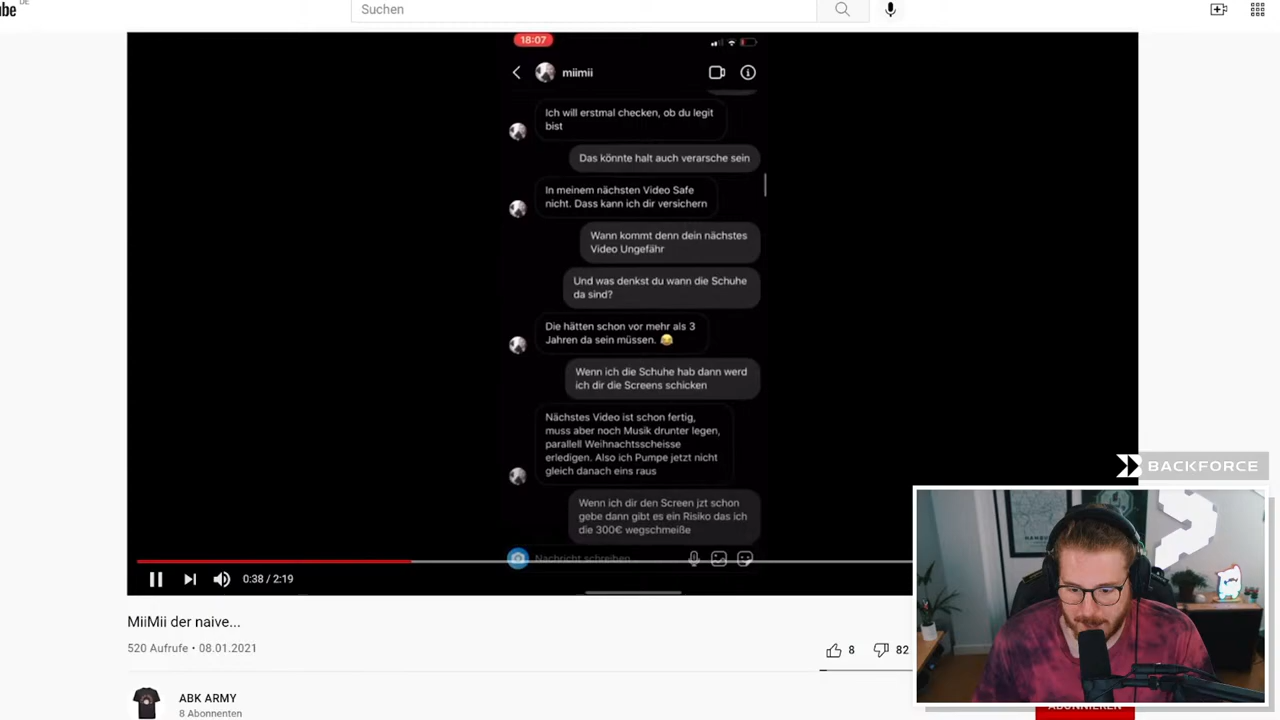 DE
Suchen
18:07
miimii
Ich will erstmal checken, ob du legit
bist
Das könnte halt auch verarsche sein
In meinem nächsten Video Safe
nicht. Dass kann ich dir versichern
Wann kommt denn dein nächstes
Video Ungefähr
Und was denkst du wann die Schuhe
da sind?
Die hätten schon vor mehr als 3
Jahren da sein müssen. 😂
Wenn ich die Schuhe hab dann werd
ich dir die Screens schicken
Nächstes Video ist schon fertig,
muss aber noch Musik drunter legen,
parallell Weihnachtsscheisse
erledigen. Also ich Pumpe jetzt nicht
gleich danach eins raus
Wenn ich dir den Screen jzt schon
gebe dann gibt es ein Risiko das ich
die 300€ wegschmeiße
Nachricht schreiben...
0:38 / 2:19
BACKFORCE
MiiMii der naive...
520 Aufrufe • 08.01.2021
8
82
ABK ARMY
8 Abonnenten
ABONNIEREN